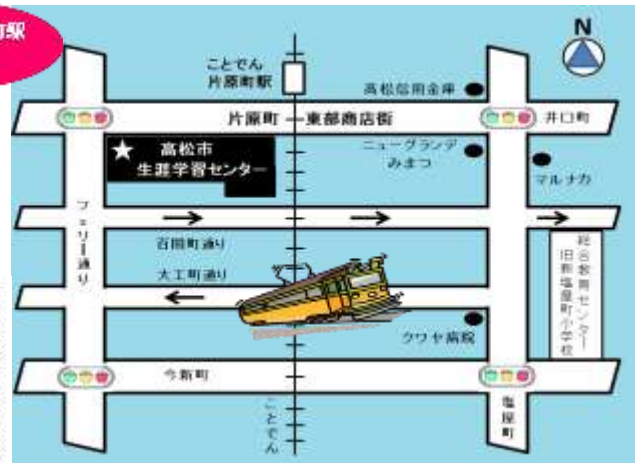 町駅
N
ことでん
片原町駅
高松信用金庫
片原町
東部商店街
井口町
★ 高松市
生涯学習センター
ニューグランデ
みまつ
マルナカ
フェリー通り
百間町通り
大工町通り
総合教育センター
旧新塩屋町小学校
クワヤ病院
今新町
ことでん
塩屋町